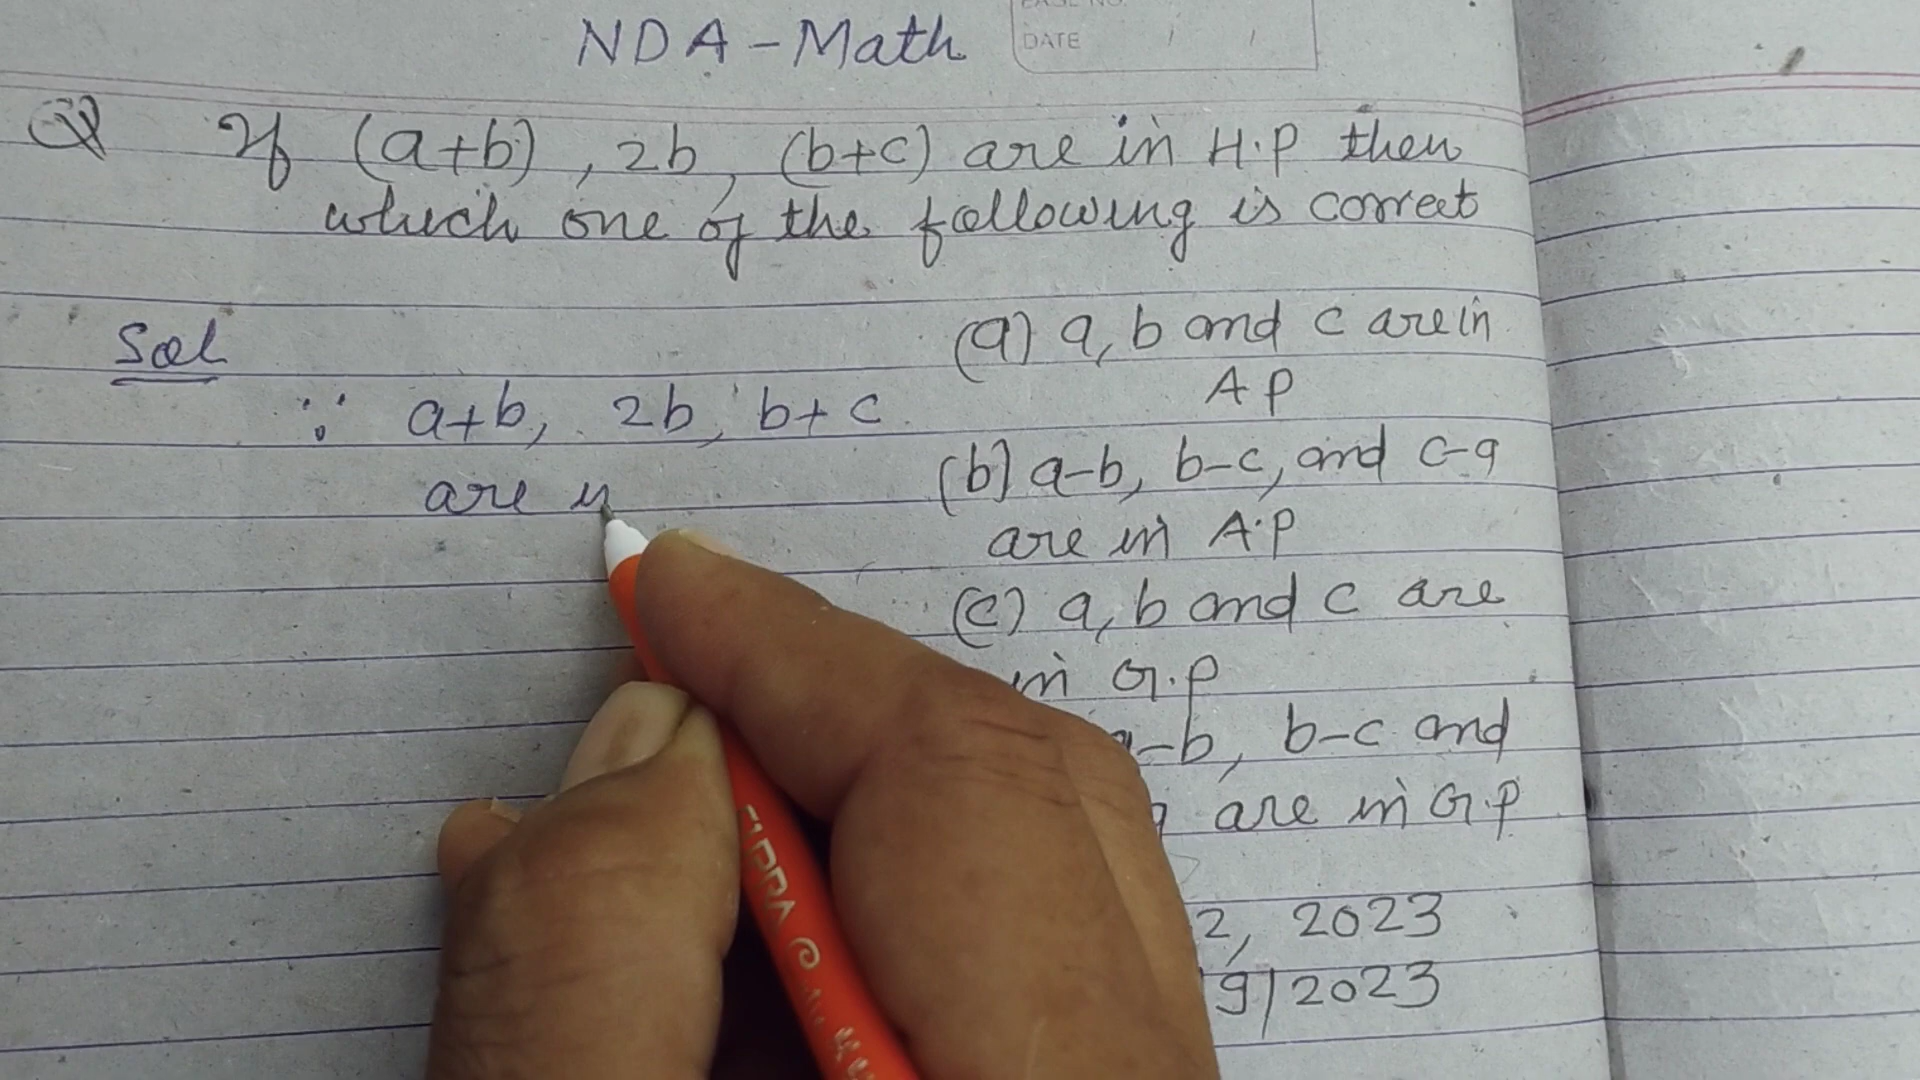 NDA-Math
DATE / /
Q If (a+b), 2b, (b+c) are in H.P then
which one of the following is correct
Sol
∵ a+b, 2b, b+c
are
(a) a, b and c are in
AP
(b) a-b, b-c, and c-a
are in A.P
(c) a, b and c are
in G.P
-b, b-c and
are in G.P
2, 2023
9/2023